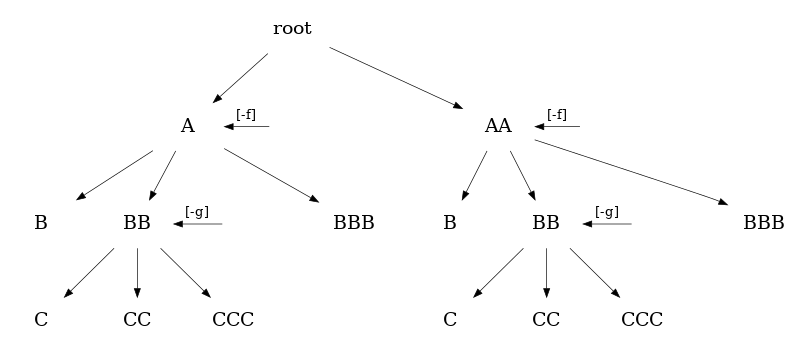 root
[-f] [-f]
A AA
[-g] [-g]
B BB BBB B BB BBB
C CC CCC C CC CCC